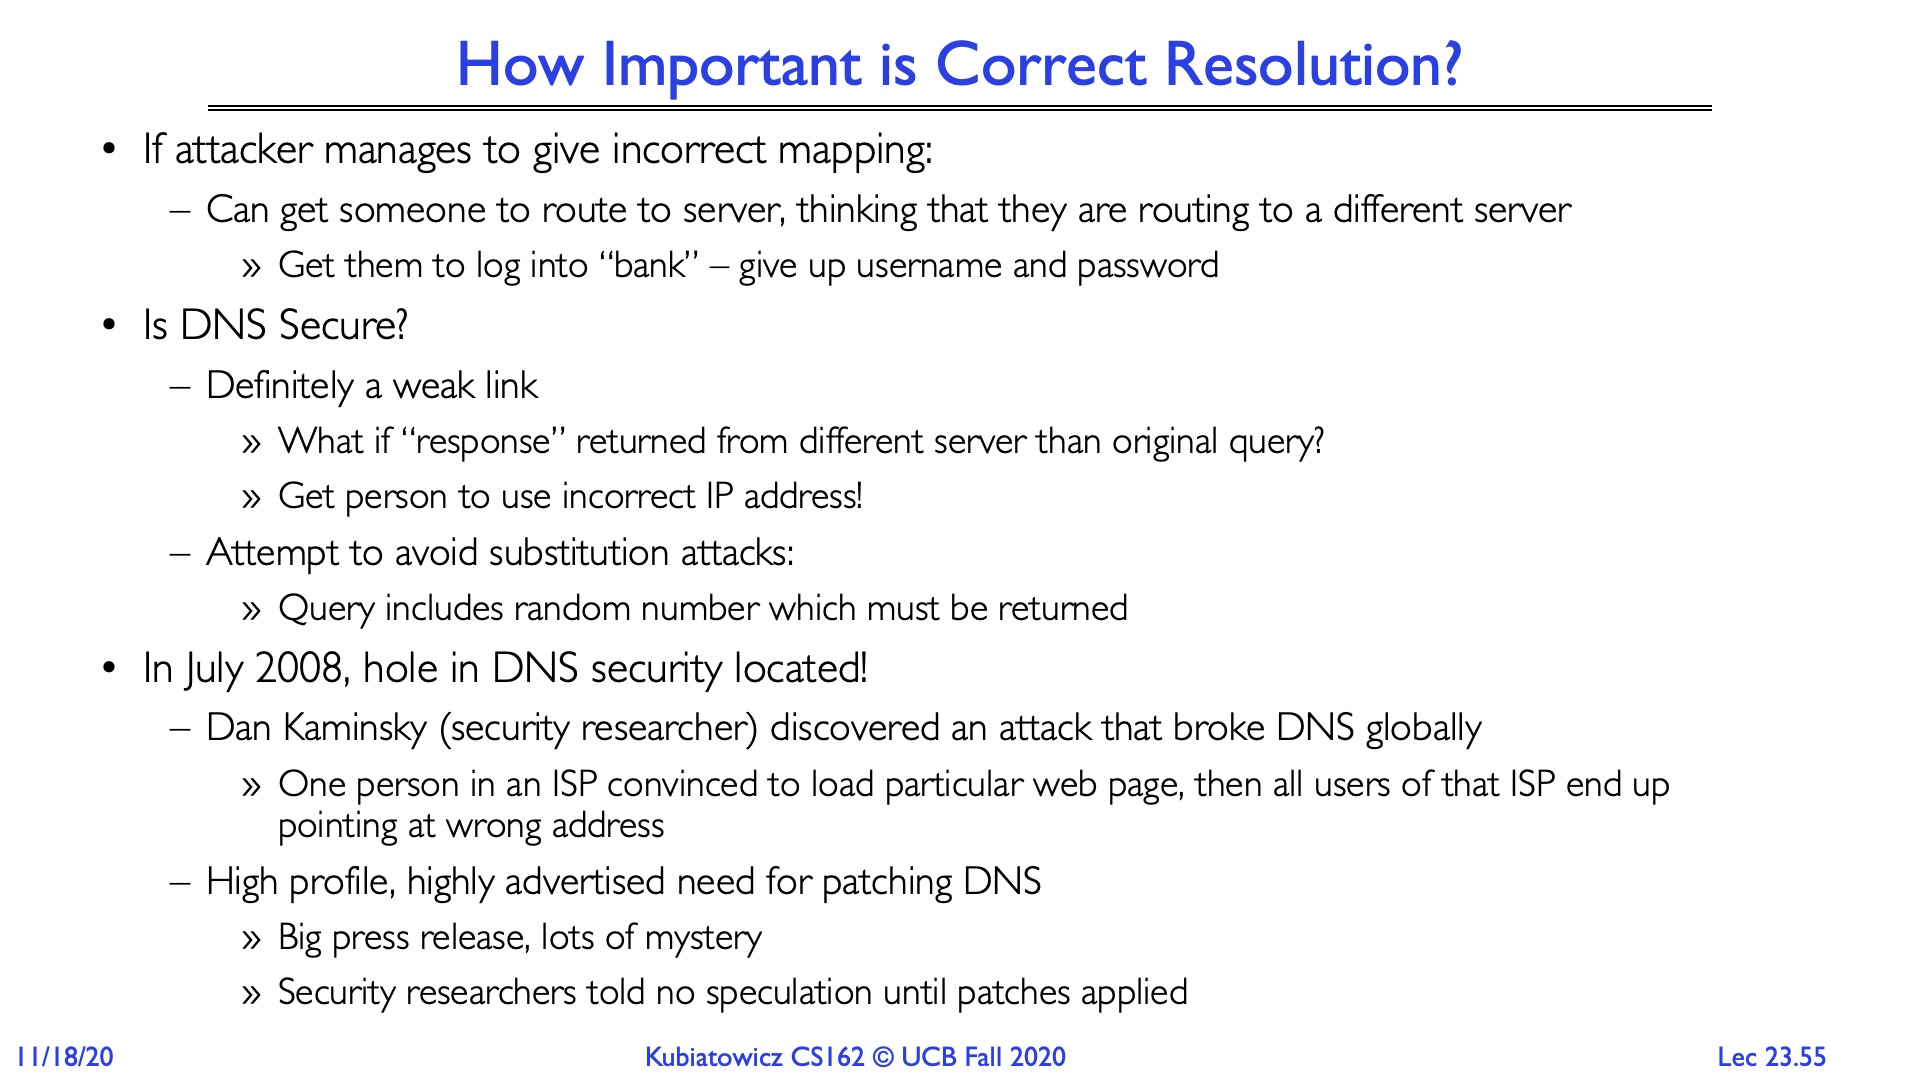 How Important is Correct Resolution?
• If attacker manages to give incorrect mapping:
– Can get someone to route to server, thinking that they are routing to a different server
» Get them to log into “bank” – give up username and password
• Is DNS Secure?
– Definitely a weak link
» What if “response” returned from different server than original query?
» Get person to use incorrect IP address!
– Attempt to avoid substitution attacks:
» Query includes random number which must be returned
• In July 2008, hole in DNS security located!
– Dan Kaminsky (security researcher) discovered an attack that broke DNS globally
» One person in an ISP convinced to load particular web page, then all users of that ISP end up
pointing at wrong address
– High profile, highly advertised need for patching DNS
» Big press release, lots of mystery
» Security researchers told no speculation until patches applied
11/18/20
Kubiatowicz CS162 © UCB Fall 2020
Lec 23.55